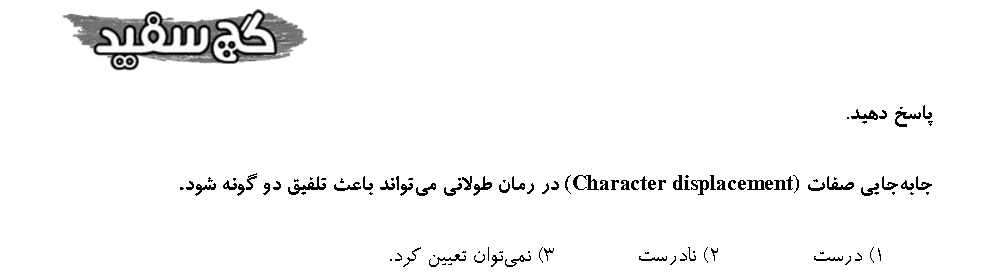 گچ سفید
پاسخ دهید.
جابه‌جایی صفات (Character displacement) در رمان طولانی می‌تواند باعث تلفیق دو گونه شود.
۱) درست ۲) نادرست ۳) نمی‌توان تعیین کرد.